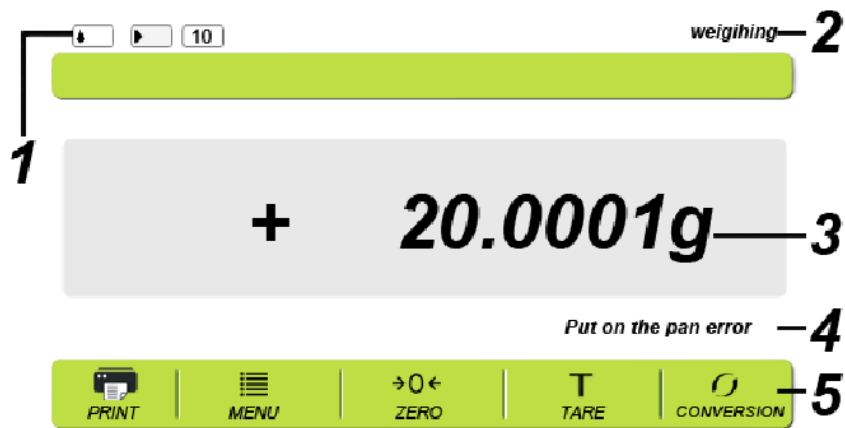 10
weigihing 2
1
+ 20.0001g 3
Put on the pan error 4
→0← 5
T
PRINT MENU ZERO TARE CONVERSION